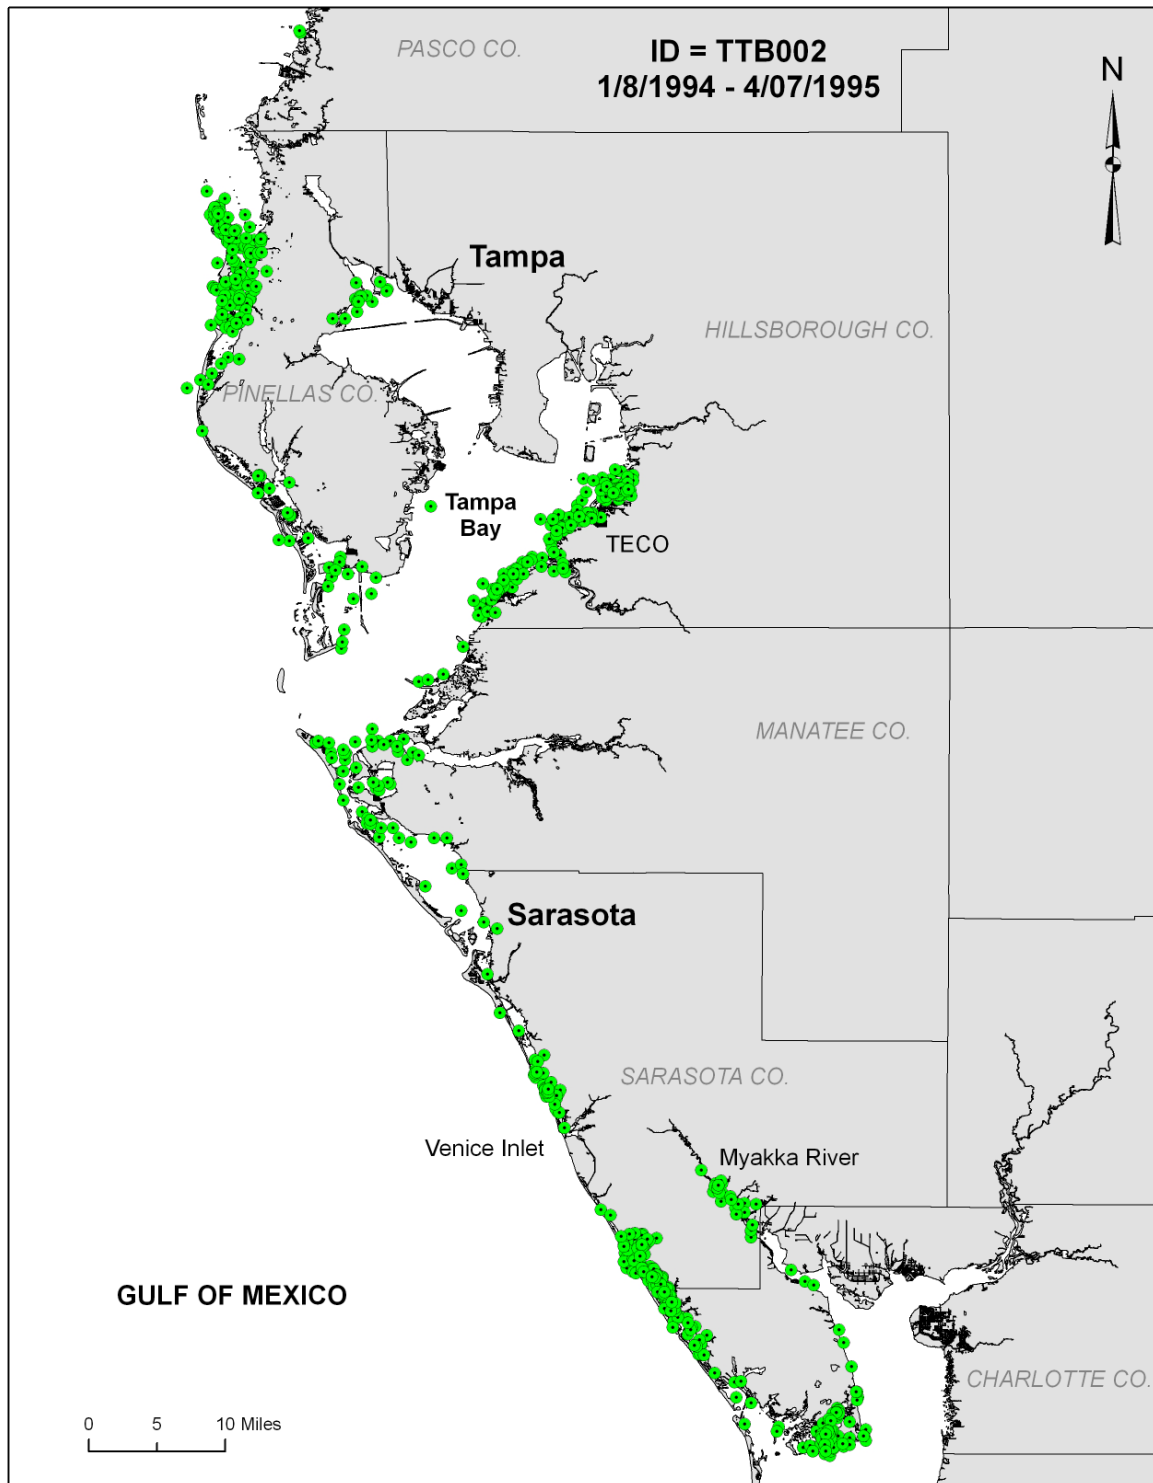 PASCO CO.
ID = TTB002
1/8/1994 - 4/07/1995
N
Tampa
HILLSBOROUGH CO.
PINELLAS CO.
Tampa
Bay
TECO
MANATEE CO.
Sarasota
SARASOTA CO.
Venice Inlet
Myakka River
GULF OF MEXICO
CHARLOTTE CO.
0 5 10 Miles